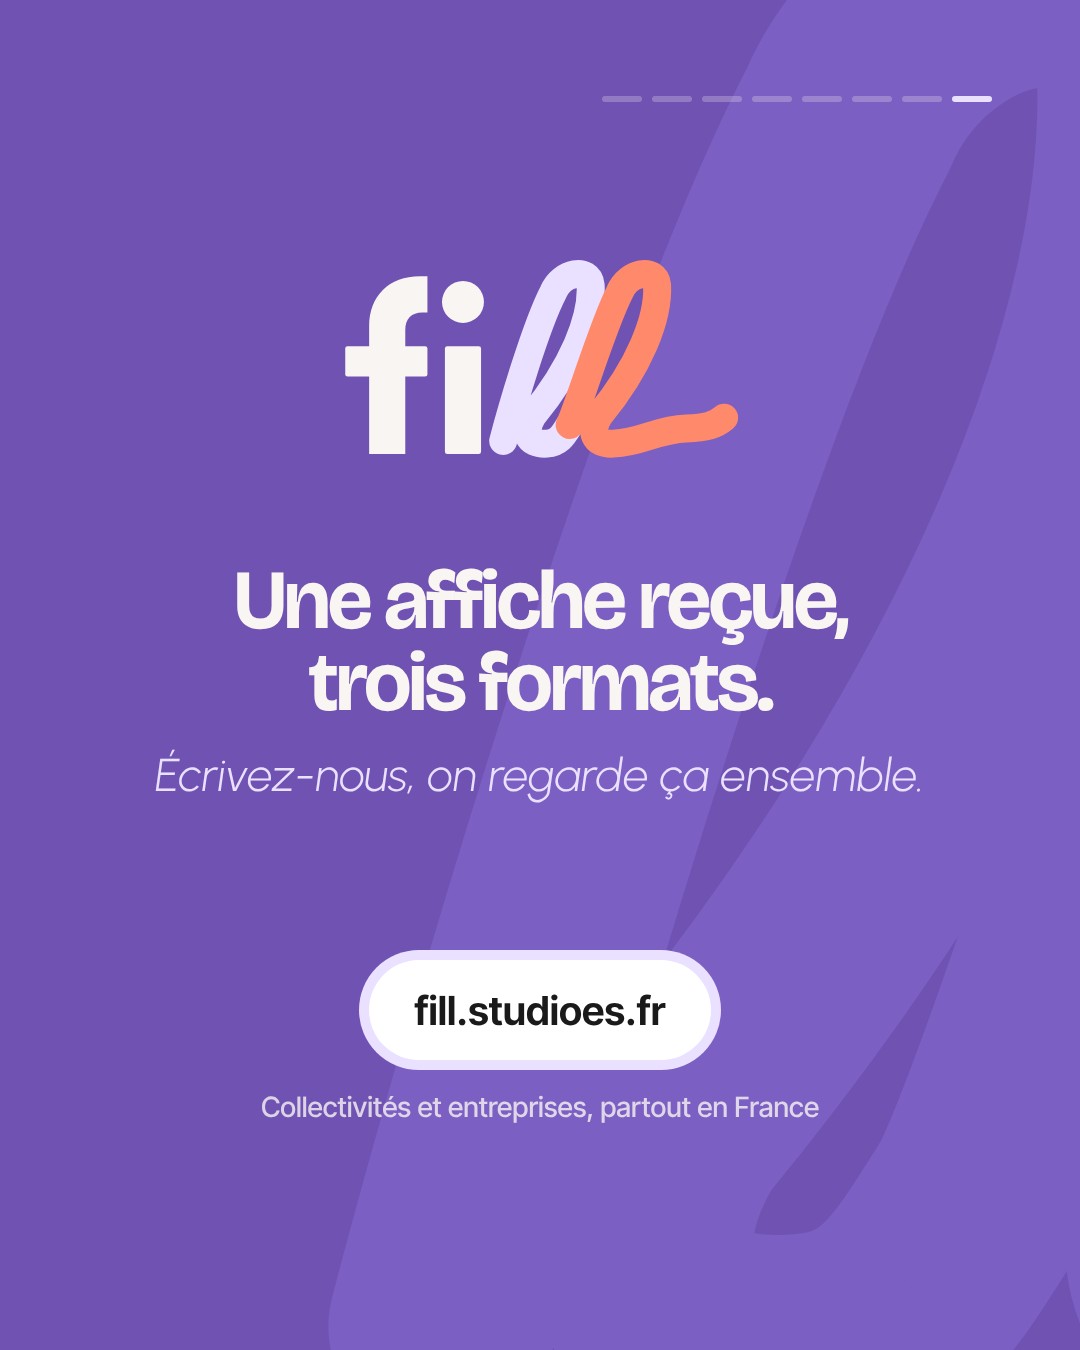 fill
Une affiche reçue,
trois formats.
Écrivez-nous, on regarde ça ensemble.
fill.studioes.fr
Collectivités et entreprises, partout en France